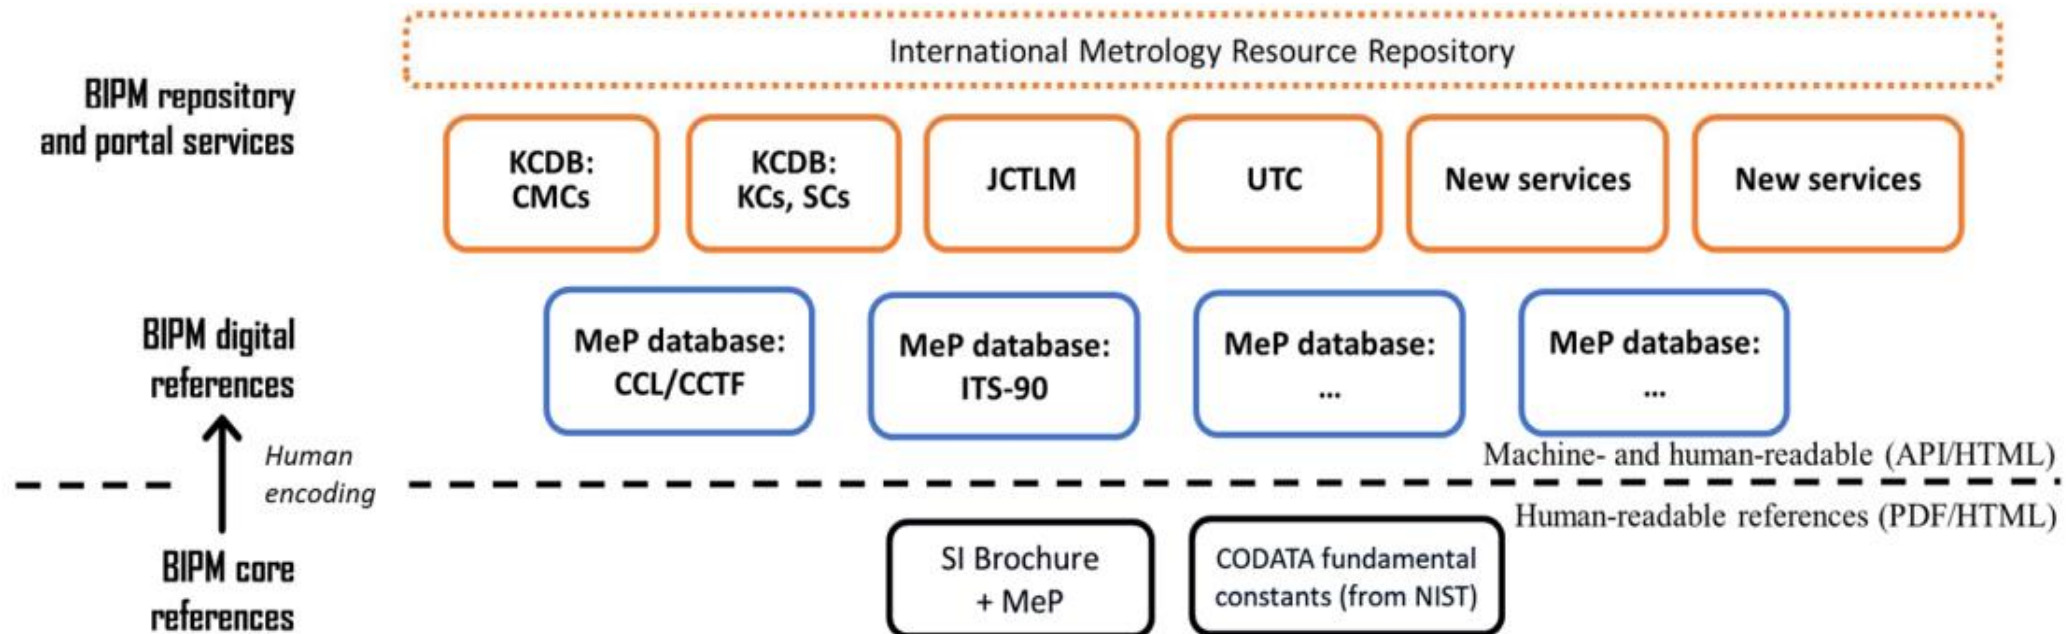 International Metrology Resource Repository
BIPM repository
and portal services
KCDB:
CMCs
KCDB:
KCs, SCs
JCTLM
UTC
New services
New services
BIPM digital
references
MeP database:
CCL/CCTF
MeP database:
ITS-90
MeP database:
...
MeP database:
...
Human
encoding
Machine- and human-readable (API/HTML)
Human-readable references (PDF/HTML)
BIPM core
references
SI Brochure
+ MeP
CODATA fundamental
constants (from NIST)